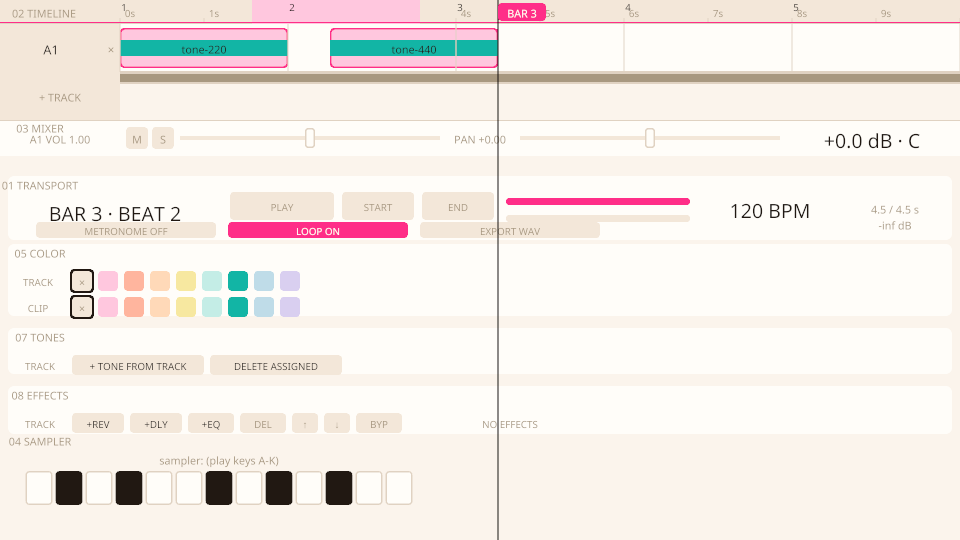 02 TIMELINE
1 2 3 BAR 3 4 5
0s 1s 4s 5s 6s 8s 9s
A1 × tone-220 tone-440
+ TRACK
03 MIXER
A1 VOL 1.00 M S PAN +0.00 +0.0 dB · C
01 TRANSPORT
BAR 3 · BEAT 2 PLAY START END 120 BPM 4.5 / 4.5 s
-inf dB
METRONOME OFF LOOP ON EXPORT WAV
05 COLOR
TRACK ×
CLIP ×
07 TONES
TRACK + TONE FROM TRACK DELETE ASSIGNED
08 EFFECTS
TRACK +REV +DLY +EQ DEL ↑ ↓ BYP NO EFFECTS
04 SAMPLER
sampler: (play keys A-K)